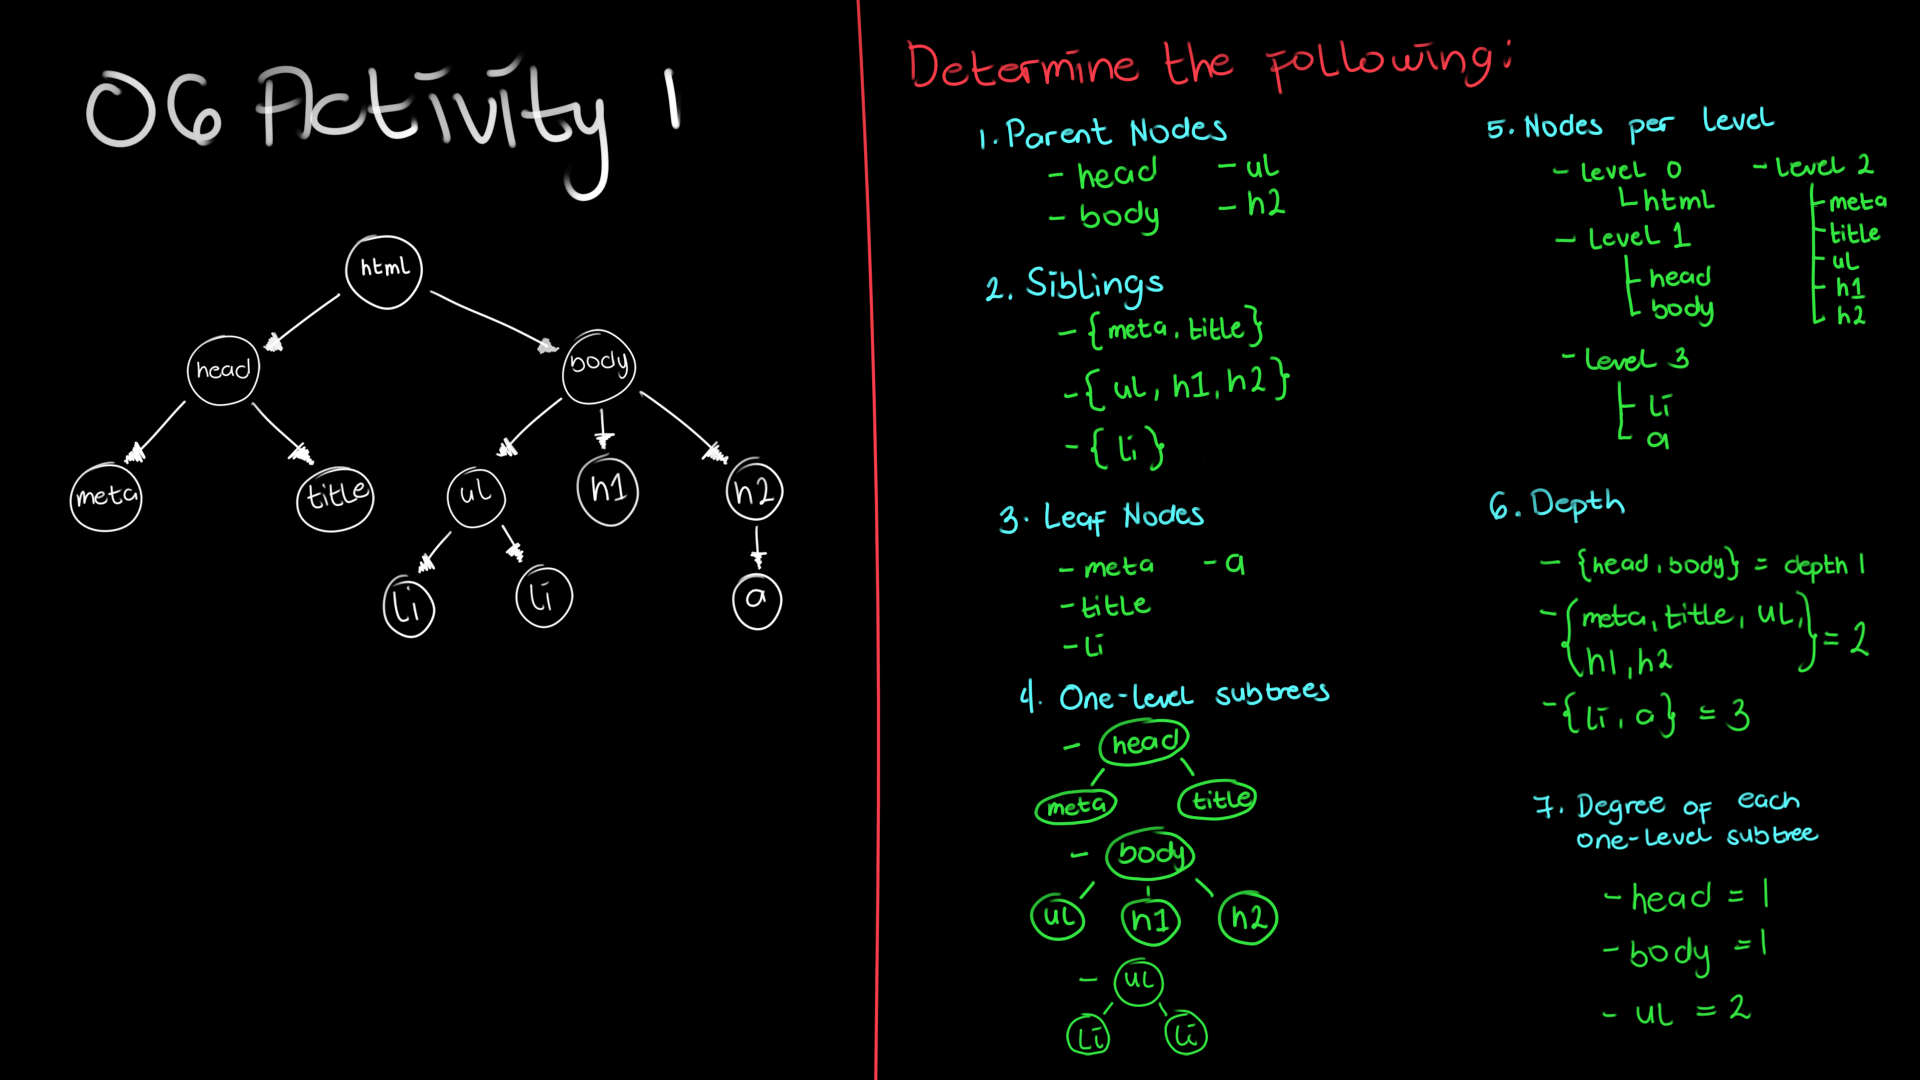 06 Activity 1
html
head
body
meta
title
ul
h1
h2
li
li
a
Determine the following:
1. Parent Nodes
- head
- ul
- body
- h2
2. Siblings
- {meta, title}
- {ul, h1, h2}
- {li}
3. Leaf Nodes
- meta
- a
- title
- li
4. One-level subtrees
- head
meta
title
- body
ul
h1
h2
- ul
li
li
5. Nodes per level
- Level 0
html
- Level 1
head
body
- Level 2
meta
title
ul
h1
h2
- Level 3
li
a
6. Depth
- {head, body} = depth 1
- {meta, title, ul,
h1, h2} = 2
- {li, a} = 3
7. Degree of each
one-level subtree
- head = 1
- body = 1
- ul = 2